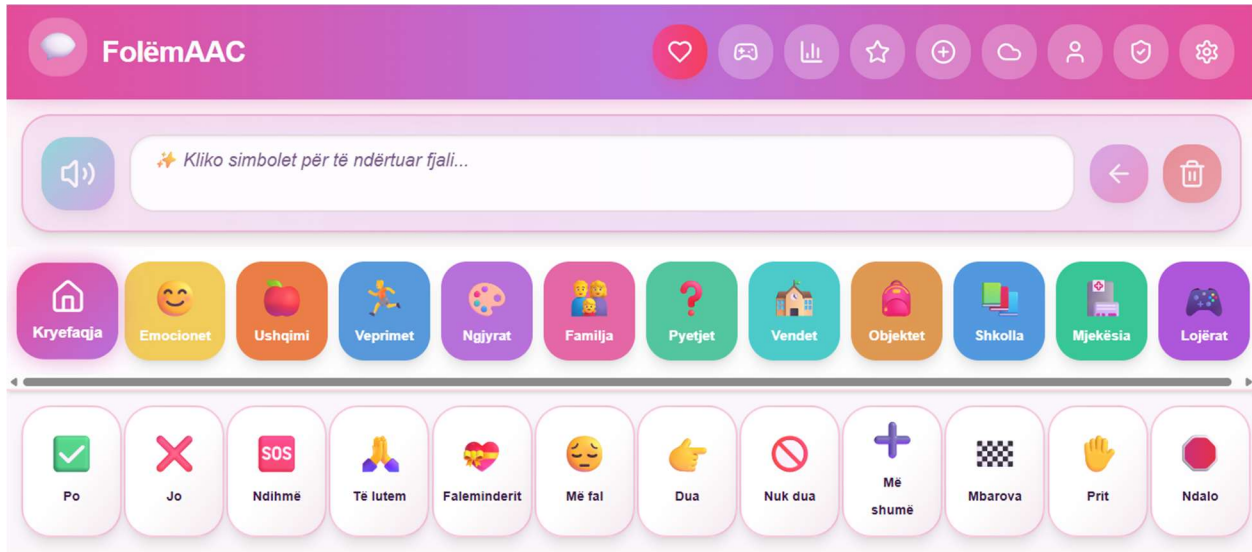 FolëmAAC
Kliko simbolet për të ndërtuar fjali...
Kryefaqja
Emocionet
Ushqimi
Veprimet
Ngjyrat
Familja
Pyetjet
Vendet
Objektet
Shkolla
Mjekësia
Lojërat
SOS
Po
Jo
Ndihmë
Të lutem
Faleminderit
Më fal
Dua
Nuk dua
Më
shumë
Mbarova
Prit
Ndalo